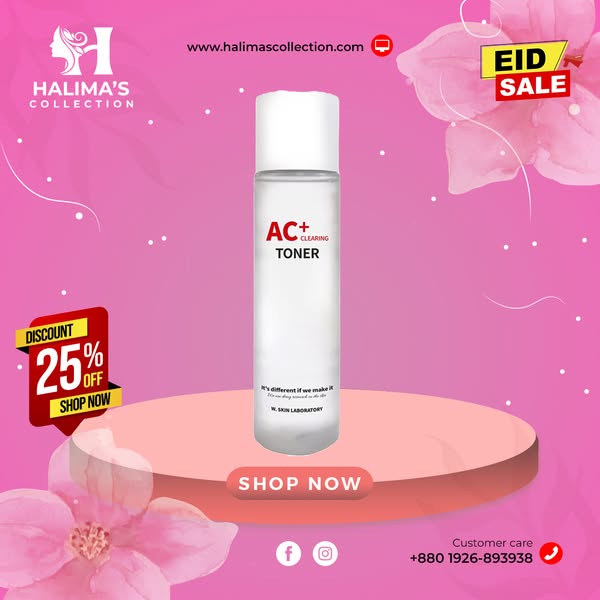 www.halimascollection.com
HALIMA'S
COLLECTION
EID
SALE
AC+
CLEARING
TONER
DISCOUNT
25%
OFF
SHOP NOW
It's different if we make it
W. SKIN LABORATORY
SHOP NOW
Customer care
+880 1926-893938